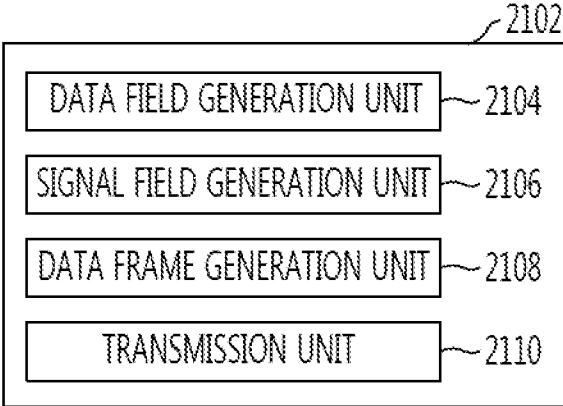 2102
DATA FIELD GENERATION UNIT 2104
SIGNAL FIELD GENERATION UNIT 2106
DATA FRAME GENERATION UNIT 2108
TRANSMISSION UNIT 2110